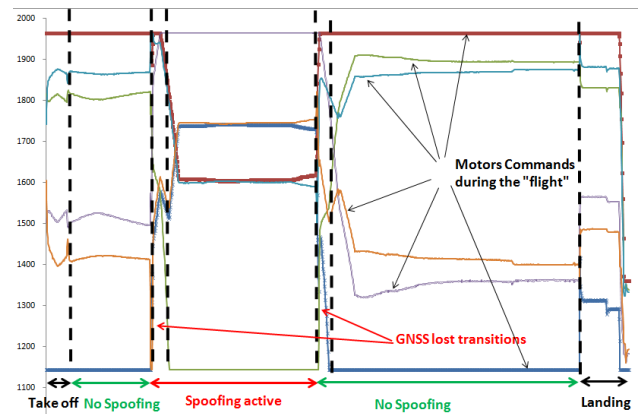 2000
1900
1800
1700
1600
1500
1400
1300
1200
1100
Motors Commands
during the "flight"
GNSS lost transitions
Take off
No Spoofing
Spoofing active
No Spoofing
Landing